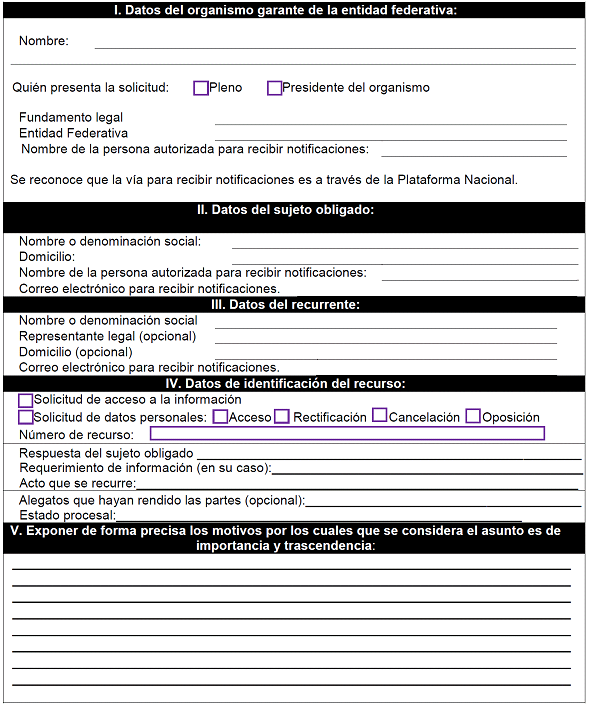 I. Datos del organismo garante de la entidad federativa:
Nombre:
Quién presenta la solicitud: Pleno Presidente del organismo
Fundamento legal
Entidad Federativa
Nombre de la persona autorizada para recibir notificaciones:
Se reconoce que la vía para recibir notificaciones es a través de la Plataforma Nacional.
II. Datos del sujeto obligado:
Nombre o denominación social:
Domicilio:
Nombre de la persona autorizada para recibir notificaciones:
Correo electrónico para recibir notificaciones.
III. Datos del recurrente:
Nombre o denominación social
Representante legal (opcional)
Domicilio (opcional)
Correo electrónico para recibir notificaciones.
IV. Datos de identificación del recurso:
Solicitud de acceso a la información
Solicitud de datos personales: Acceso Rectificación Cancelación Oposición
Número de recurso:
Respuesta del sujeto obligado
Requerimiento de información (en su caso):
Acto que se recurre:
Alegatos que hayan rendido las partes (opcional):
Estado procesal:
V. Exponer de forma precisa los motivos por los cuales que se considera el asunto es de
importancia y trascendencia: